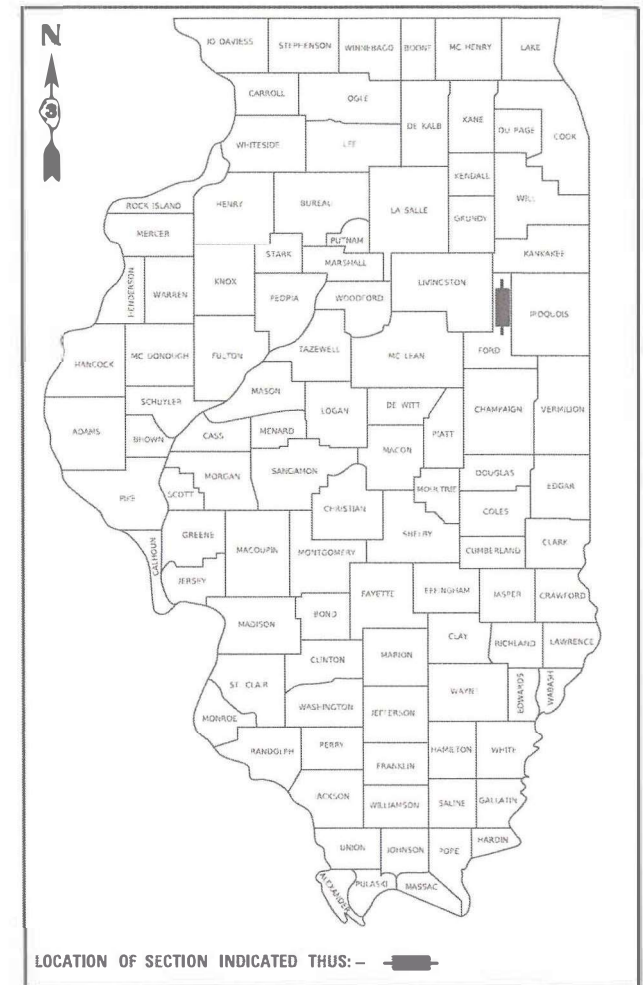 N
3
JO DAVIESS STEPHENSON WINNEBAGO BOONE MC HENRY LAKE
CARROLL OGLE DE KALB KANE DU PAGE COOK
WHITESIDE LEE
KENDALL WILL
ROCK ISLAND HENRY BUREAU LA SALLE GRUNDY
MERCER PUTNAM
STARK MARSHALL KANKAKEE
HENDERSON WARREN KNOX PEORIA WOODFORD LIVINGSTON IROQUOIS
HANCOCK MC DONOUGH FULTON TAZEWELL MC LEAN FORD
MASON
SCHUYLER LOGAN DE WITT CHAMPAIGN VERMILION
ADAMS BROWN CASS MENARD MACON PIATT
MORGAN SANGAMON DOUGLAS EDGAR
PIKE SCOTT CHRISTIAN MOULTRIE COLES
GREENE SHELBY CLARK
CALHOUN MACOUPIN MONTGOMERY CUMBERLAND
JERSEY FAYETTE EFFINGHAM JASPER CRAWFORD
MADISON BOND
CLAY RICHLAND LAWRENCE
CLINTON MARION
ST. CLAIR WAYNE EDWARDS WABASH
MONROE WASHINGTON JEFFERSON
RANDOLPH PERRY HAMILTON WHITE
FRANKLIN
JACKSON WILLIAMSON SALINE GALLATIN
UNION JOHNSON POPE HARDIN
ALEXANDER PULASKI MASSAC
LOCATION OF SECTION INDICATED THUS: –